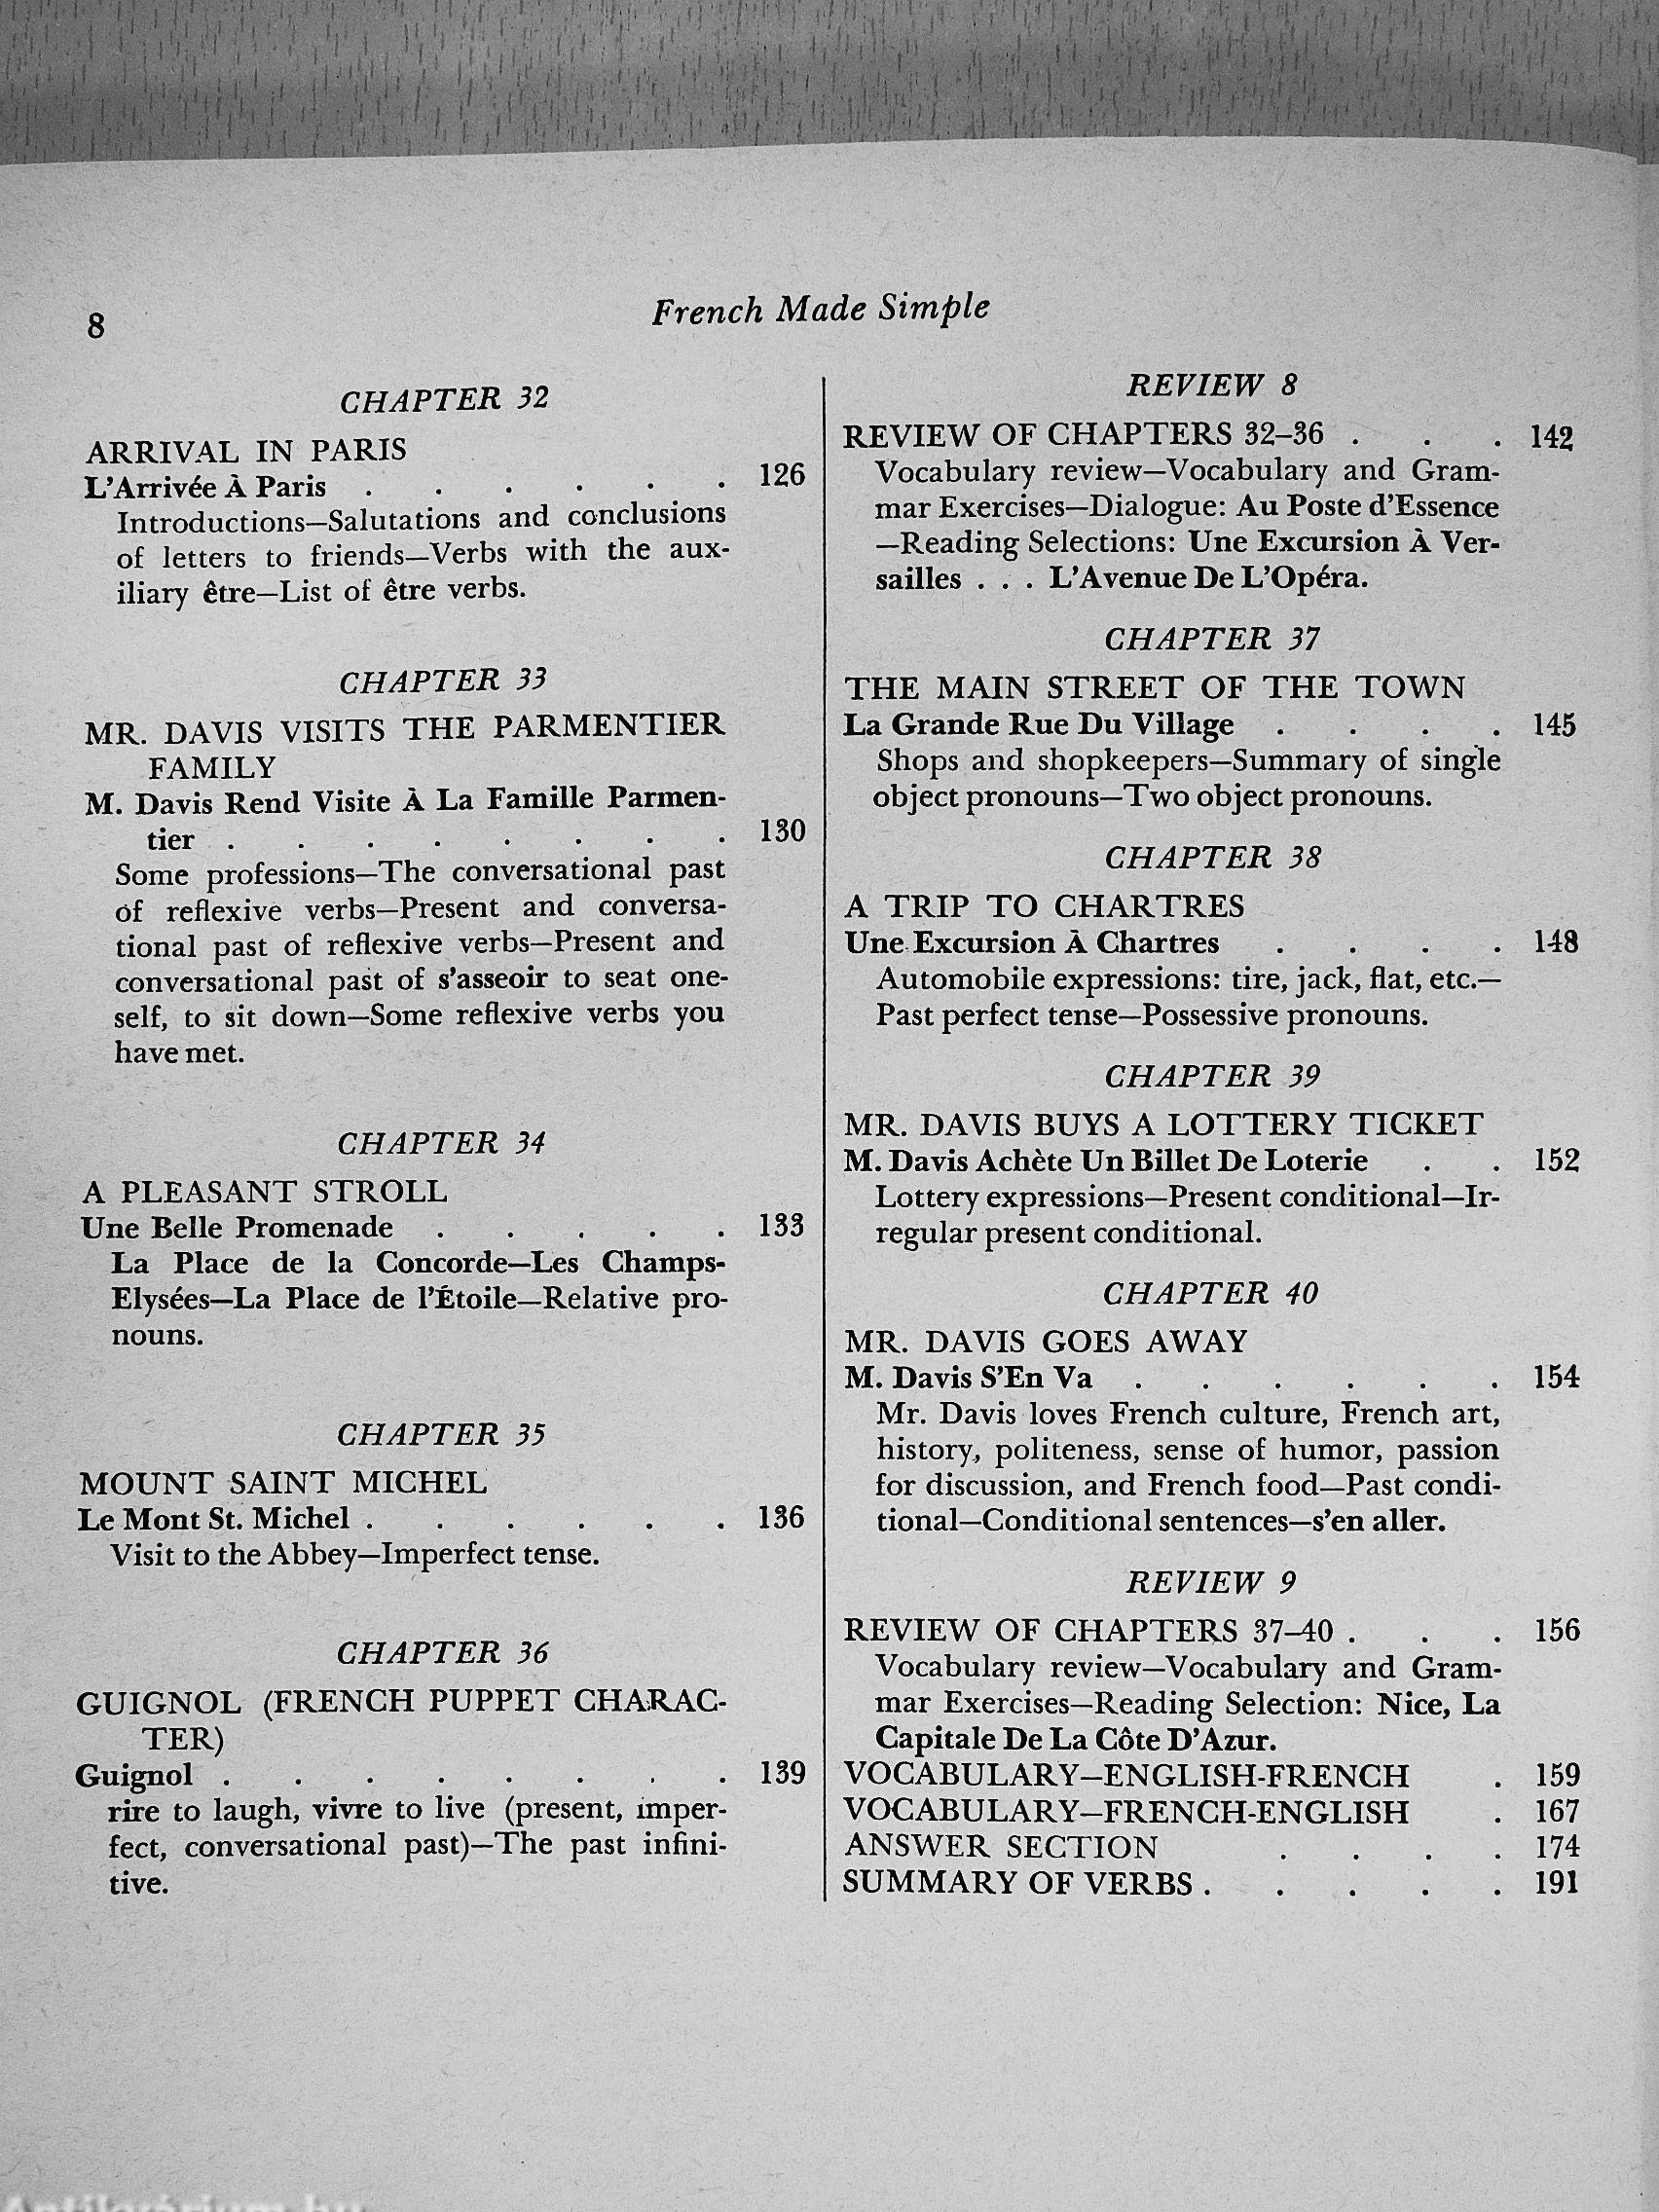 8
French Made Simple
CHAPTER 32
ARRIVAL IN PARIS
L'Arrivée À Paris . . . . . . 126
Introductions—Salutations and conclusions
of letters to friends—Verbs with the aux-
iliary être—List of être verbs.
CHAPTER 33
MR. DAVIS VISITS THE PARMENTIER
FAMILY
M. Davis Rend Visite À La Famille Parmen-
tier . . . . . . . . 130
Some professions—The conversational past
of reflexive verbs—Present and conversa-
tional past of reflexive verbs—Present and
conversational past of s'asseoir to seat one-
self, to sit down—Some reflexive verbs you
have met.
CHAPTER 34
A PLEASANT STROLL
Une Belle Promenade . . . . . 133
La Place de la Concorde—Les Champs-
Elysées—La Place de l'Étoile—Relative pro-
nouns.
CHAPTER 35
MOUNT SAINT MICHEL
Le Mont St. Michel . . . . . . 136
Visit to the Abbey—Imperfect tense.
CHAPTER 36
GUIGNOL (FRENCH PUPPET CHARAC-
TER)
Guignol . . . . . . . . 139
rire to laugh, vivre to live (present, imper-
fect, conversational past)—The past infini-
tive.
REVIEW 8
REVIEW OF CHAPTERS 32–36 . . . 142
Vocabulary review—Vocabulary and Gram-
mar Exercises—Dialogue: Au Poste d'Essence
—Reading Selections: Une Excursion À Ver-
sailles . . . L'Avenue De L'Opéra.
CHAPTER 37
THE MAIN STREET OF THE TOWN
La Grande Rue Du Village . . . . 145
Shops and shopkeepers—Summary of single
object pronouns—Two object pronouns.
CHAPTER 38
A TRIP TO CHARTRES
Une Excursion À Chartres . . . . 148
Automobile expressions: tire, jack, flat, etc.—
Past perfect tense—Possessive pronouns.
CHAPTER 39
MR. DAVIS BUYS A LOTTERY TICKET
M. Davis Achète Un Billet De Loterie . . 152
Lottery expressions—Present conditional—Ir-
regular present conditional.
CHAPTER 40
MR. DAVIS GOES AWAY
M. Davis S'En Va . . . . . . 154
Mr. Davis loves French culture, French art,
history, politeness, sense of humor, passion
for discussion, and French food—Past condi-
tional—Conditional sentences—s'en aller.
REVIEW 9
REVIEW OF CHAPTERS 37–40 . . . 156
Vocabulary review—Vocabulary and Gram-
mar Exercises—Reading Selection: Nice, La
Capitale De La Côte D'Azur.
VOCABULARY—ENGLISH-FRENCH . 159
VOCABULARY—FRENCH-ENGLISH . 167
ANSWER SECTION . . . . 174
SUMMARY OF VERBS . . . . . 191